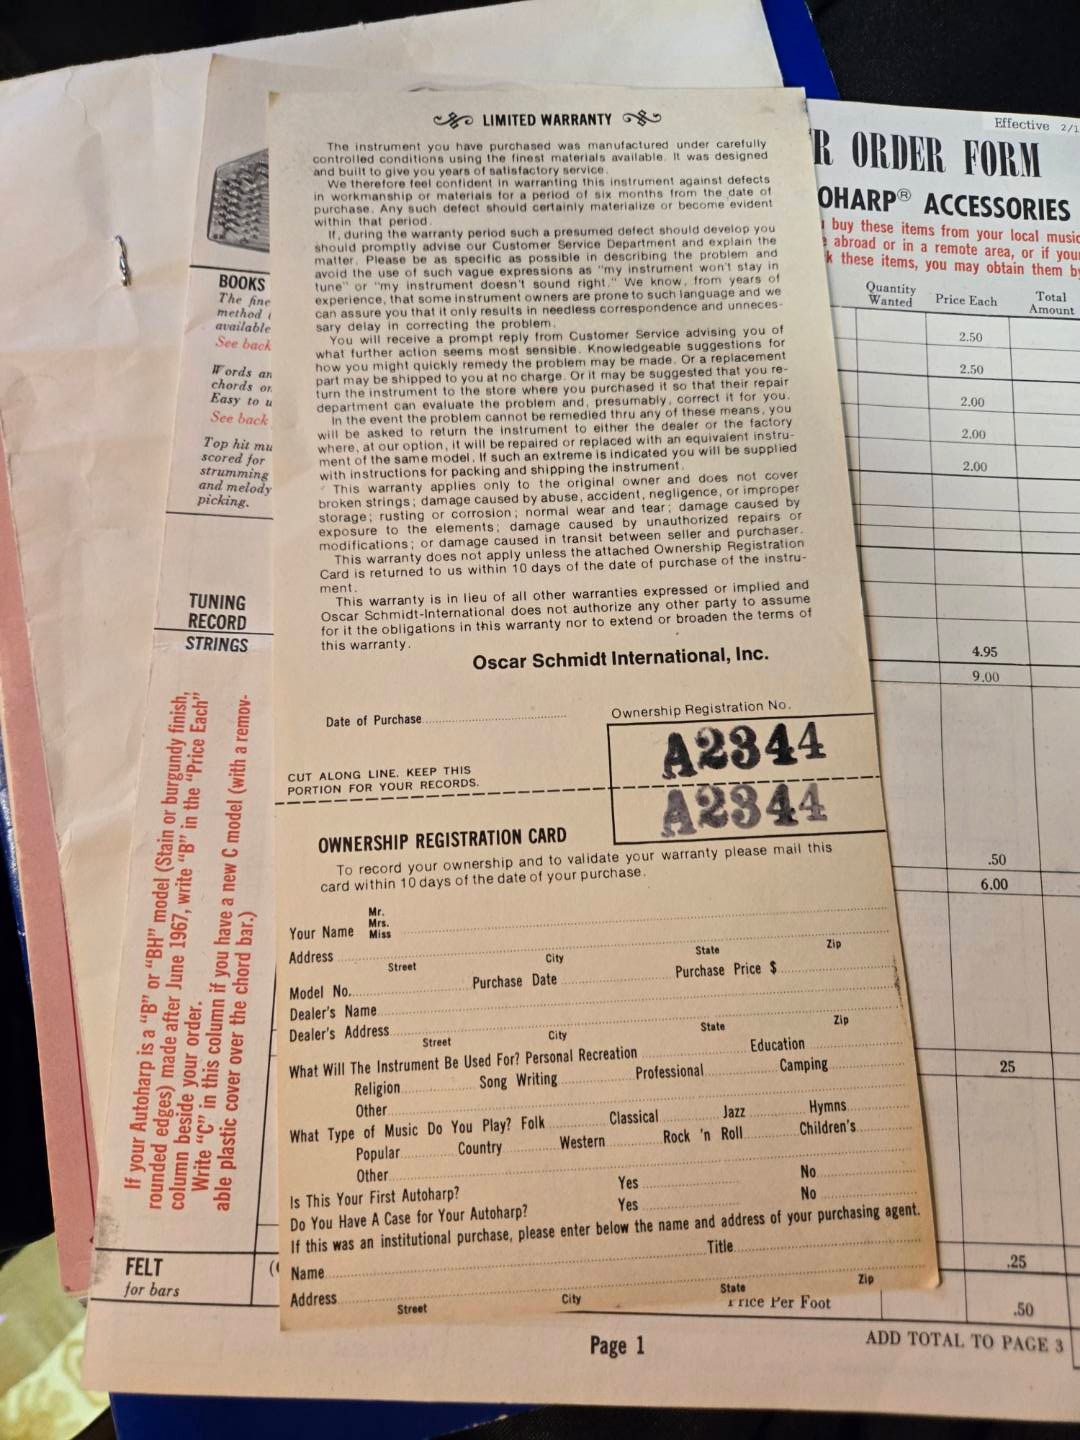 LIMITED WARRANTY
The instrument you have purchased was manufactured under carefully
controlled conditions using the finest materials available. It was designed
and built to give you years of satisfactory service.
We therefore feel confident in warranting this instrument against defects
in workmanship or materials for a period of six months from the date of
purchase. Any such defect should certainly materialize or become evident
within that period.
If, during the warranty period such a presumed defect should develop you
should promptly advise our Customer Service Department and explain the
matter. Please be as specific as possible in describing the problem and
avoid the use of such vague expressions as "my instrument won't stay in
tune" or "my instrument doesn't sound right." We know, from years of
experience, that some instrument owners are prone to such language and we
can assure you that it only results in needless correspondence and unneces-
sary delay in correcting the problem.
You will receive a prompt reply from Customer Service advising you of
what further action seems most sensible. Knowledgeable suggestions for
how you might quickly remedy the problem may be made. Or a replacement
part may be shipped to you at no charge. Or it may be suggested that you re-
turn the instrument to the store where you purchased it so that their repair
department can evaluate the problem and, presumably, correct it for you.
In the event the problem cannot be remedied thru any of these means, you
will be asked to return the instrument to either the dealer or the factory
where, at our option, it will be repaired or replaced with an equivalent instru-
ment of the same model. If such an extreme is indicated you will be supplied
with instructions for packing and shipping the instrument.
This warranty applies only to the original owner and does not cover
broken strings; damage caused by abuse, accident, negligence, or improper
storage; rusting or corrosion; normal wear and tear; damage caused by
exposure to the elements; damage caused by unauthorized repairs or
modifications; or damage caused in transit between seller and purchaser.
This warranty does not apply unless the attached Ownership Registration
Card is returned to us within 10 days of the date of purchase of the instru-
ment.
This warranty is in lieu of all other warranties expressed or implied and
Oscar Schmidt-International does not authorize any other party to assume
for it the obligations in this warranty nor to extend or broaden the terms of
this warranty.
Oscar Schmidt International, Inc.
Date of Purchase
Ownership Registration No.
A2344
CUT ALONG LINE. KEEP THIS
PORTION FOR YOUR RECORDS.
A2344
OWNERSHIP REGISTRATION CARD
To record your ownership and to validate your warranty please mail this
card within 10 days of the date of your purchase.
Your Name Mr. Mrs. Miss
Address
Street City State Zip
Model No. Purchase Date Purchase Price $
Dealer's Name
Dealer's Address
Street City State Zip
What Will The Instrument Be Used For? Personal Recreation Education
Religion Song Writing Professional Camping
Other
What Type of Music Do You Play? Folk Classical Jazz Hymns
Popular Country Western Rock 'n Roll Children's
Other
Is This Your First Autoharp? Yes No
Do You Have A Case for Your Autoharp? Yes No
If this was an institutional purchase, please enter below the name and address of your purchasing agent.
Name Title
Address
Street City State Zip
BOOKS
The fine
method
available
See back
Words an
chords or
Easy to u
See back
Top hit mu
scored for
strumming
and melody
picking.
TUNING
RECORD
STRINGS
If your Autoharp is a "B" or "BH" model (Stain or burgundy finish,
rounded edges) made after June 1967, write "B" in the "Price Each"
column beside your order.
Write "C" in this column if you have a new C model (with a remov-
able plastic cover over the chord bar.)
FELT
for bars
Effective 2/1
R ORDER FORM
OHARP® ACCESSORIES
buy these items from your local music
abroad or in a remote area, or if your
k these items, you may obtain them b
Quantity Wanted Price Each Total Amount
2.50
2.50
2.00
2.00
2.00
4.95
9.00
.50
6.00
25
.25
Price Per Foot .50
Page 1
ADD TOTAL TO PAGE 3